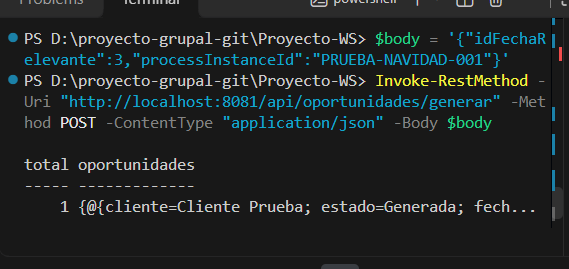 Problems
Terminal
powershell
PS D:\proyecto-grupal-git\Proyecto-WS> $body = '{"idFechaR
elevante":3,"processInstanceId":"PRUEBA-NAVIDAD-001"}'
PS D:\proyecto-grupal-git\Proyecto-WS> Invoke-RestMethod -
Uri "http://localhost:8081/api/oportunidades/generar" -Met
hod POST -ContentType "application/json" -Body $body
total oportunidades
----- -------------
1 {@{cliente=Cliente Prueba; estado=Generada; fech...